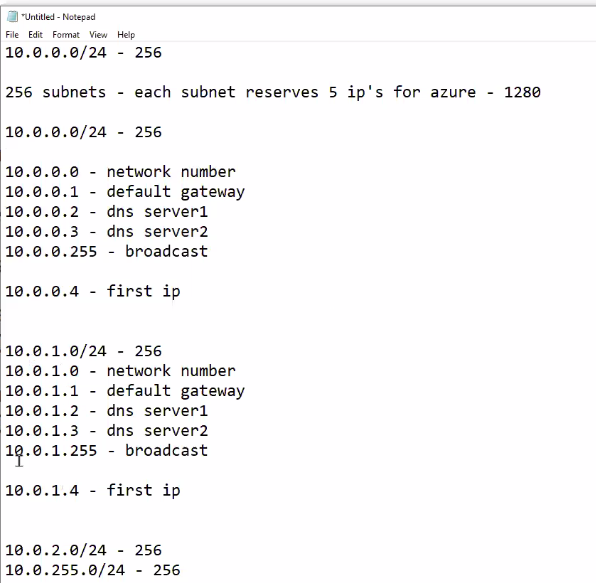 *Untitled - Notepad
File Edit Format View Help
10.0.0.0/24 - 256
256 subnets - each subnet reserves 5 ip's for azure - 1280
10.0.0.0/24 - 256
10.0.0.0 - network number
10.0.0.1 - default gateway
10.0.0.2 - dns server1
10.0.0.3 - dns server2
10.0.0.255 - broadcast
10.0.0.4 - first ip
10.0.1.0/24 - 256
10.0.1.0 - network number
10.0.1.1 - default gateway
10.0.1.2 - dns server1
10.0.1.3 - dns server2
10.0.1.255 - broadcast
10.0.1.4 - first ip
10.0.2.0/24 - 256
10.0.255.0/24 - 256